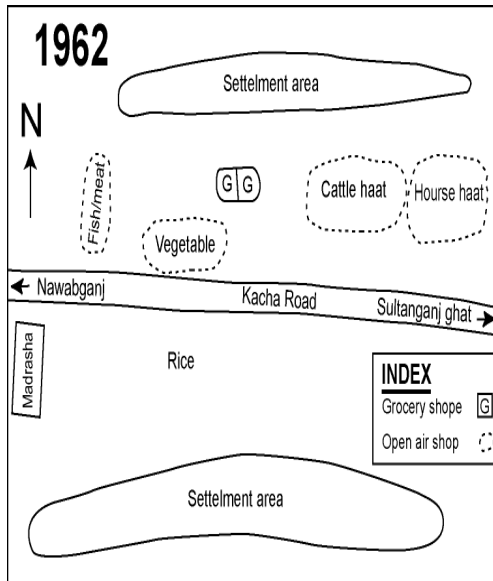 1962
Settelment area
N
Fish/meat
G G
Cattle haat
Hourse haat
Vegetable
Nawabganj
Kacha Road
Sultanganj ghat
Madrasha
Rice
INDEX
Grocery shope G
Open air shop
Settelment area